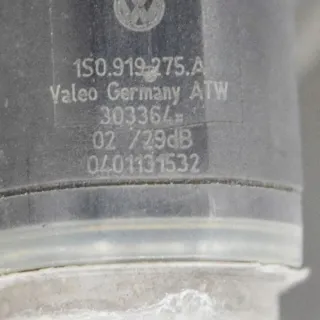 1S0.919.275.A
Valeo Germany ATW
303364=
02 /29dB
0401131532